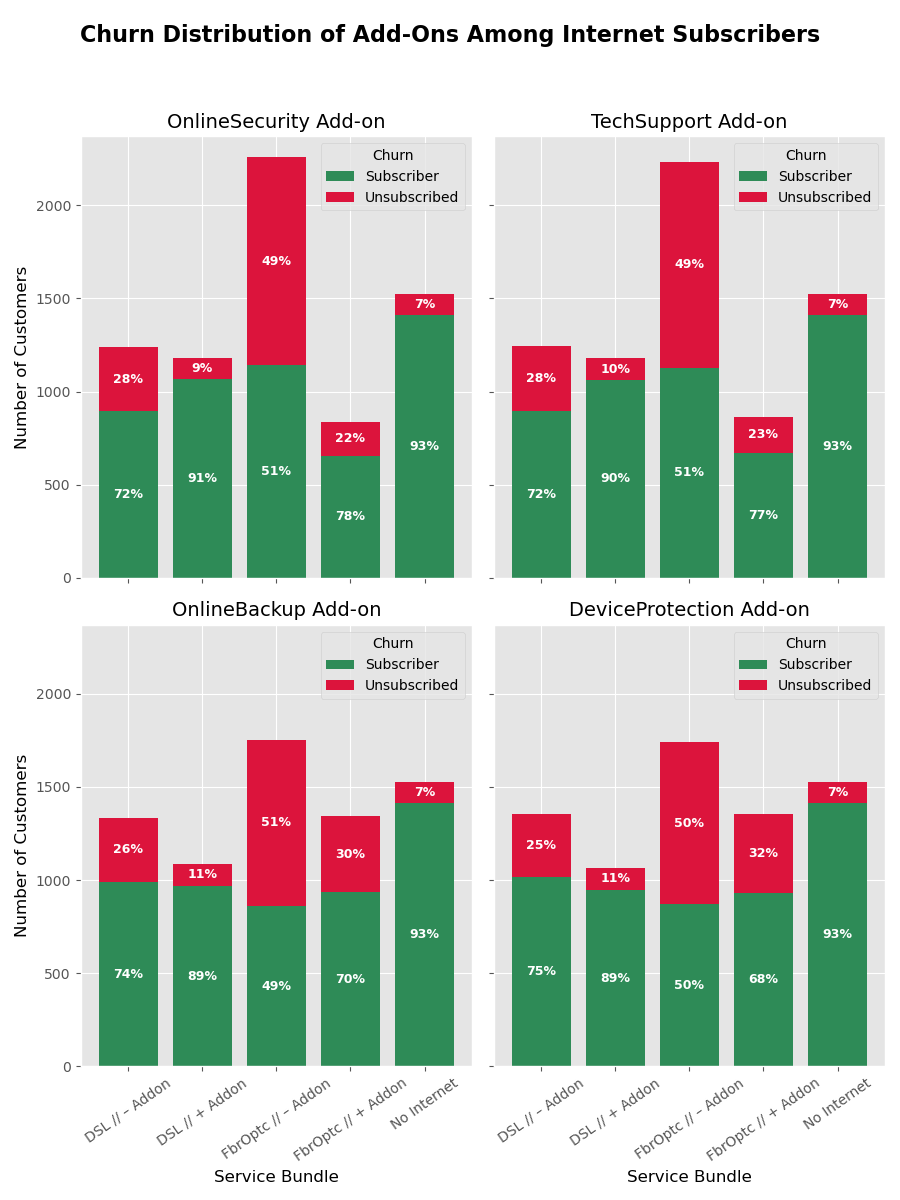 Churn Distribution of Add-Ons Among Internet Subscribers
OnlineSecurity Add-on
Number of Customers
2000
1500
1000
500
0
Churn
Subscriber
Unsubscribed
28%
72%
9%
91%
49%
51%
22%
78%
7%
93%
TechSupport Add-on
Churn
Subscriber
Unsubscribed
28%
72%
10%
90%
49%
51%
23%
77%
7%
93%
OnlineBackup Add-on
Number of Customers
2000
1500
1000
500
0
Churn
Subscriber
Unsubscribed
26%
74%
11%
89%
51%
49%
30%
70%
7%
93%
DSL // – Addon
DSL // + Addon
FbrOptc // – Addon
FbrOptc // + Addon
No Internet
Service Bundle
DeviceProtection Add-on
Churn
Subscriber
Unsubscribed
25%
75%
11%
89%
50%
50%
32%
68%
7%
93%
DSL // – Addon
DSL // + Addon
FbrOptc // – Addon
FbrOptc // + Addon
No Internet
Service Bundle